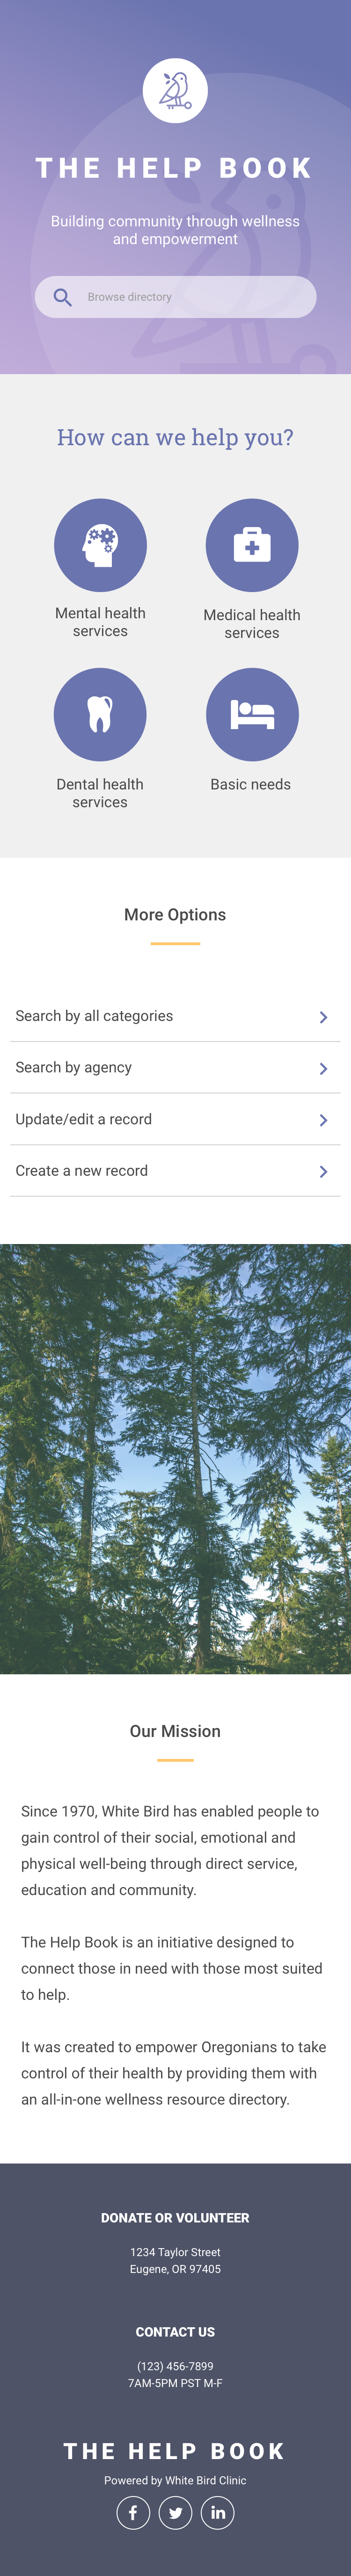 THE HELP BOOK
Building community through wellness
and empowerment
Browse directory
How can we help you?
Mental health
services
Medical health
services
Dental health
services
Basic needs
More Options
Search by all categories
Search by agency
Update/edit a record
Create a new record
Our Mission
Since 1970, White Bird has enabled people to
gain control of their social, emotional and
physical well-being through direct service,
education and community.
The Help Book is an initiative designed to
connect those in need with those most suited
to help.
It was created to empower Oregonians to take
control of their health by providing them with
an all-in-one wellness resource directory.
DONATE OR VOLUNTEER
1234 Taylor Street
Eugene, OR 97405
CONTACT US
(123) 456-7899
7AM-5PM PST M-F
THE HELP BOOK
Powered by White Bird Clinic